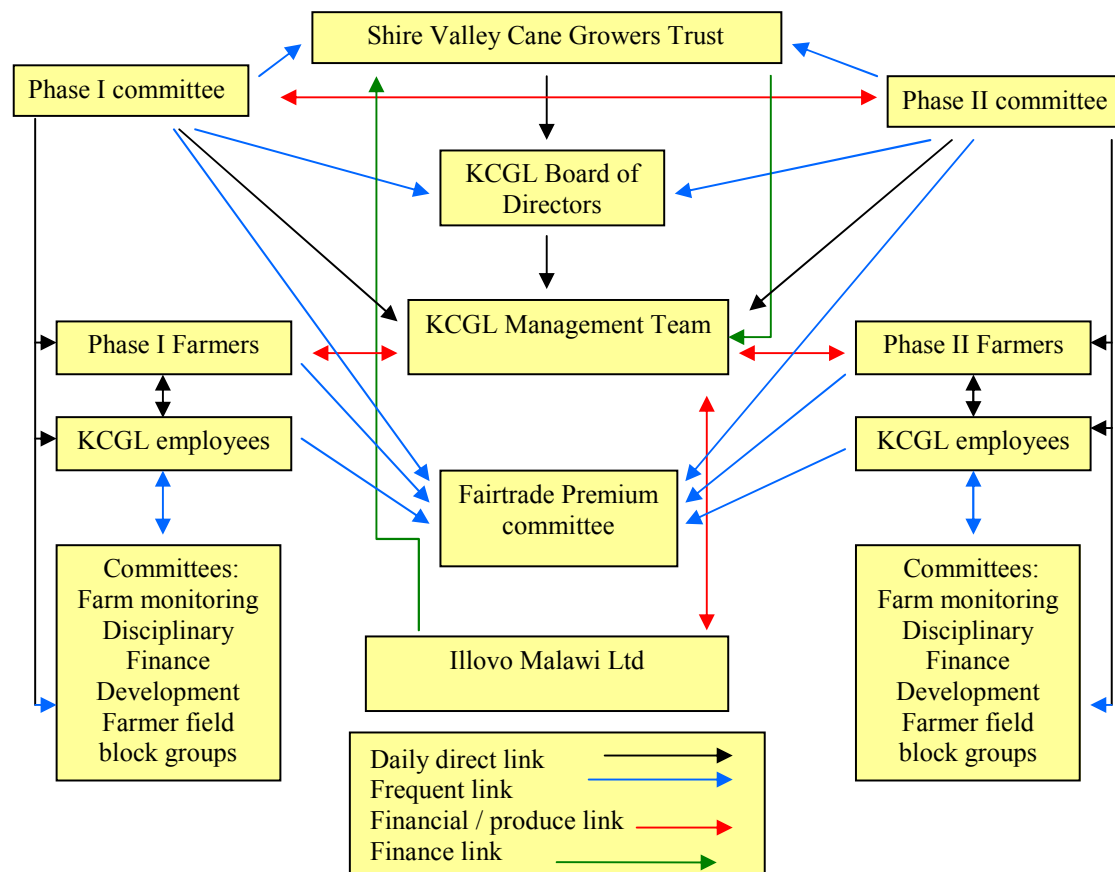 Shire Valley Cane Growers Trust
Phase I committee
Phase II committee
KCGL Board of
Directors
KCGL Management Team
Phase I Farmers
Phase II Farmers
KCGL employees
KCGL employees
Fairtrade Premium
committee
Committees:
Farm monitoring
Disciplinary
Finance
Development
Farmer field
block groups
Committees:
Farm monitoring
Disciplinary
Finance
Development
Farmer field
block groups
Illovo Malawi Ltd
Daily direct link
Frequent link
Financial / produce link
Finance link